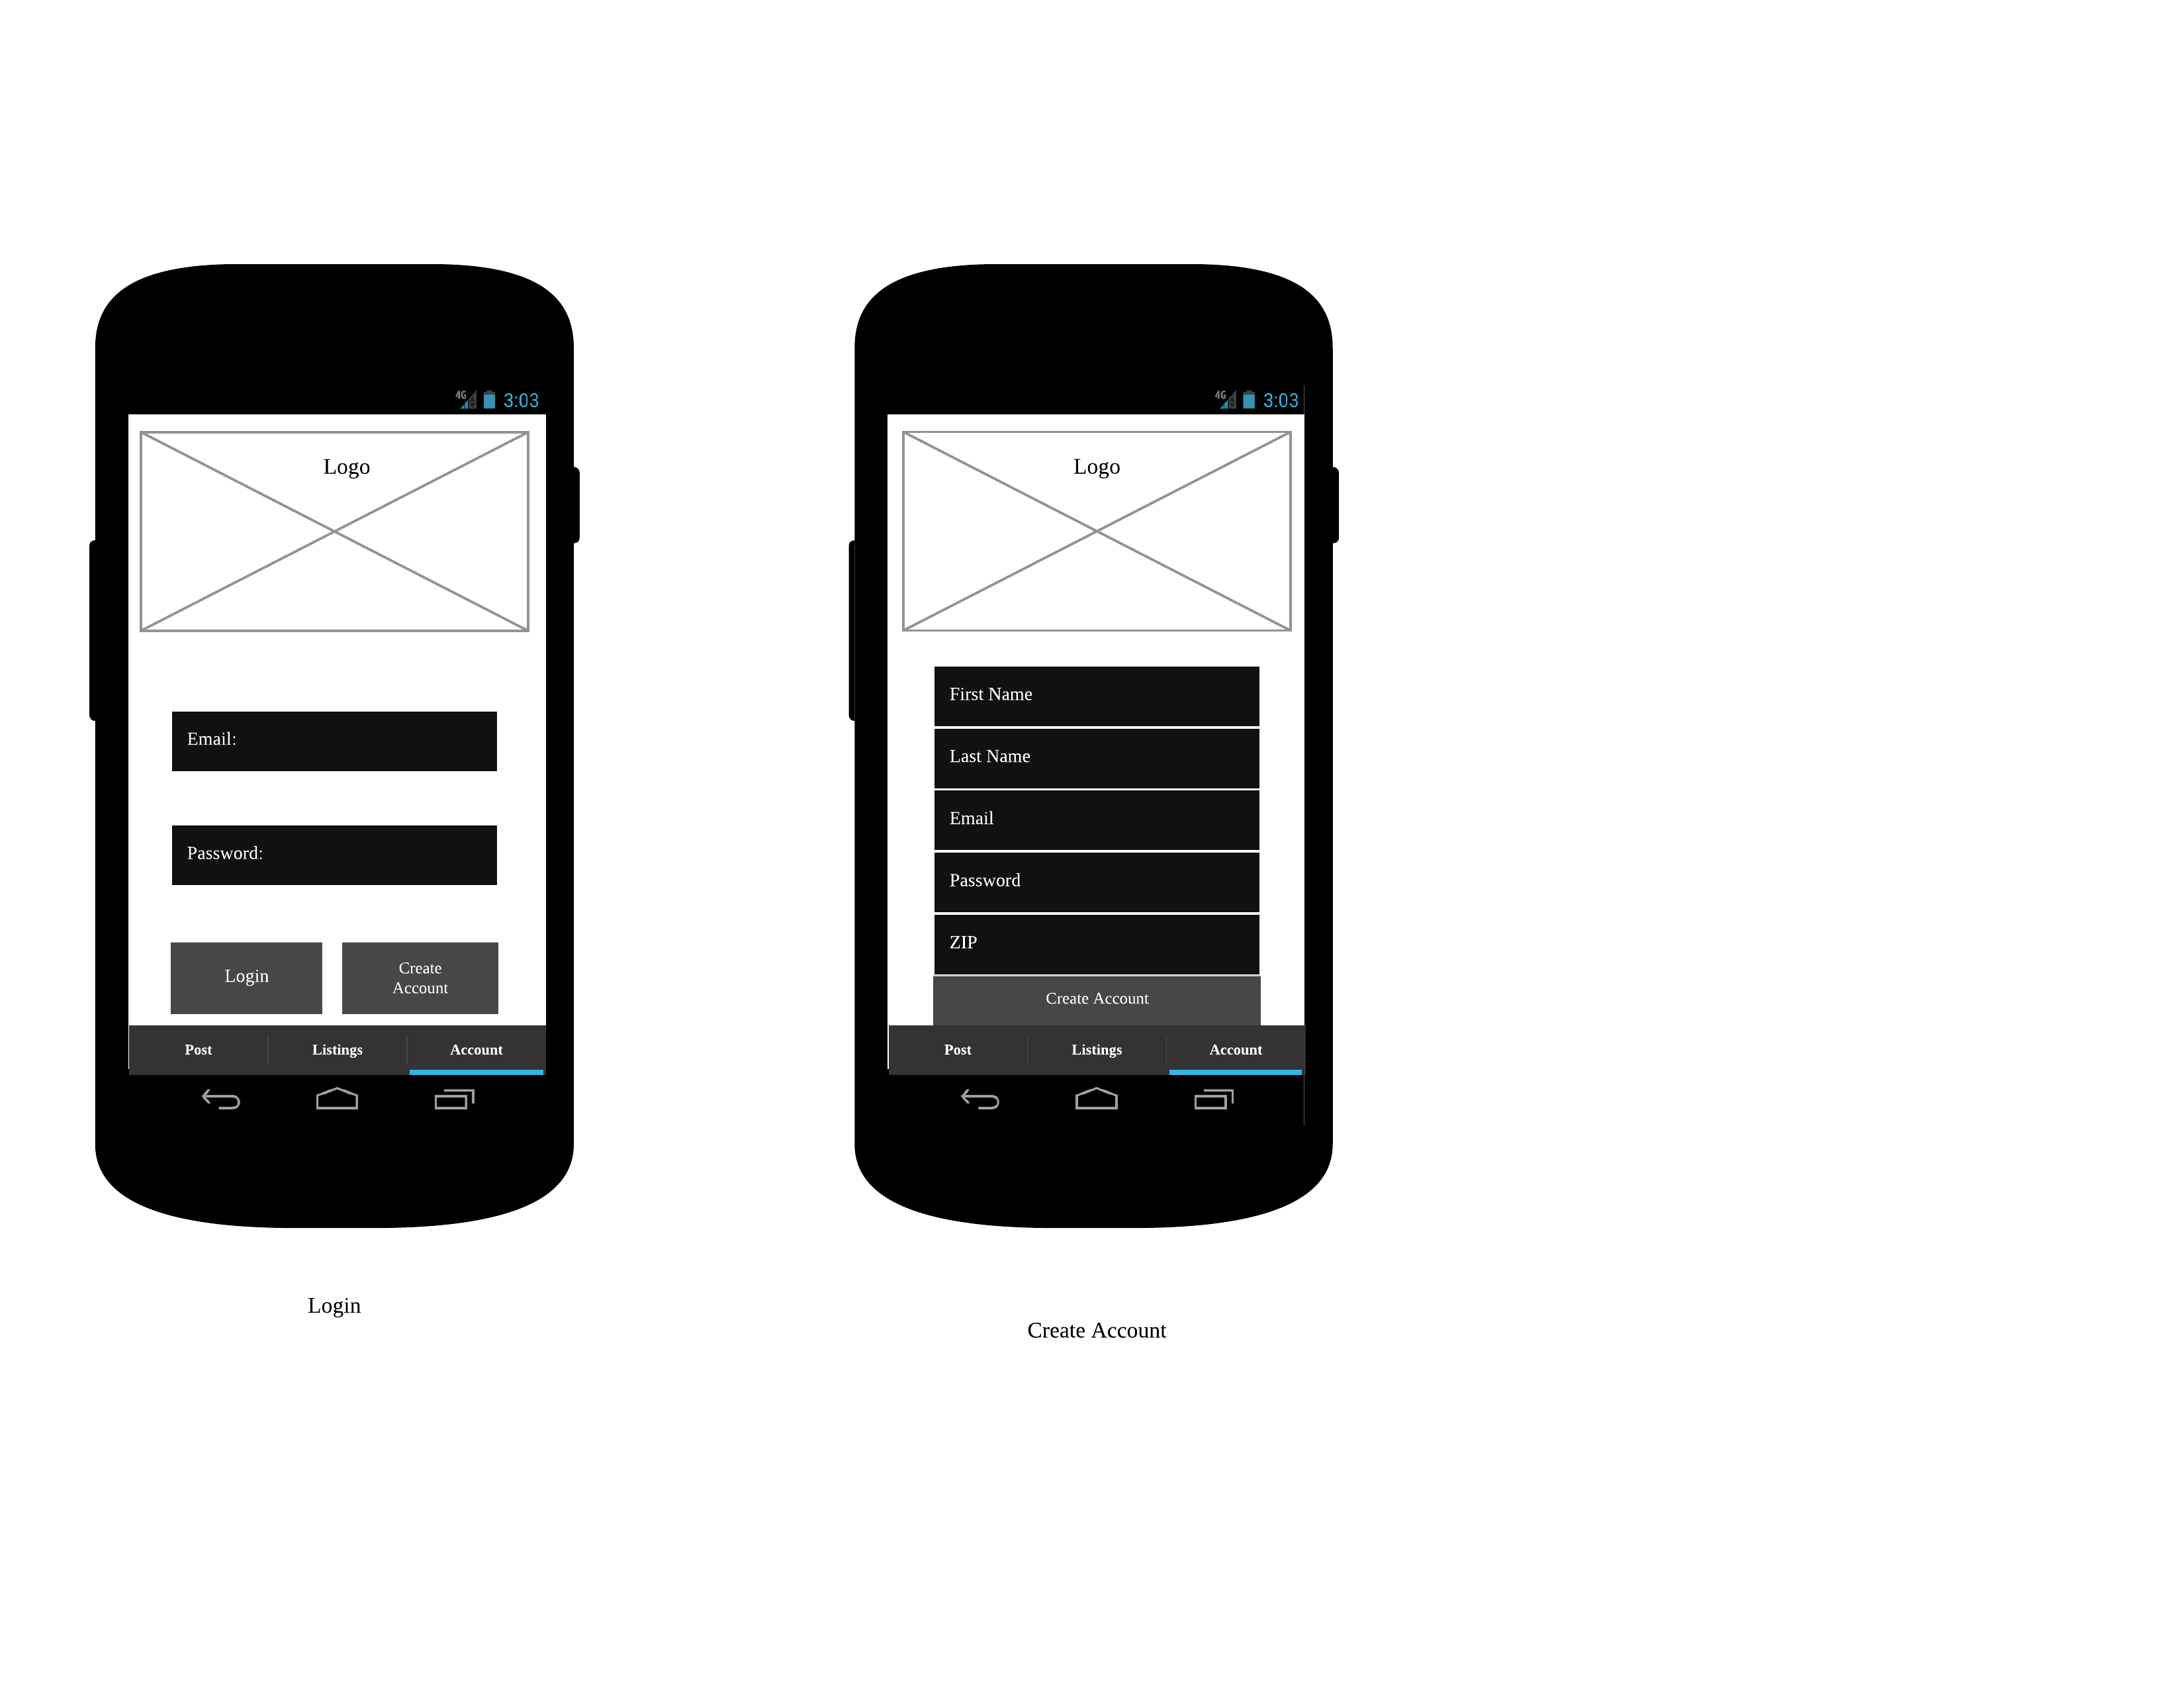 4G 3:03
Logo
Email:
Password:
Login
Create
Account
Post Listings Account
Login
4G 3:03
Logo
First Name
Last Name
Email
Password
ZIP
Create Account
Post Listings Account
Create Account